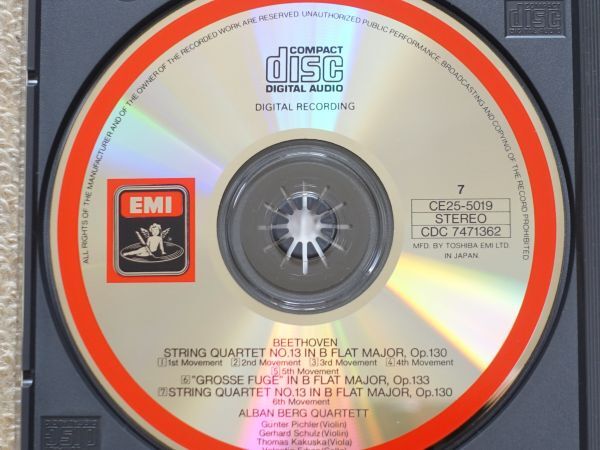 ALL RIGHTS OF THE MANUFACTURER AND OF THE OWNER OF THE RECORDED WORK ARE RESERVED. UNAUTHORIZED PUBLIC PERFORMANCE, BROADCASTING AND COPYING OF THE RECORD PROHIBITED
COMPACT
disc
DIGITAL AUDIO
DIGITAL RECORDING
disc
EMI
7
CE25-5019
STEREO
CDC 7471362
MFD. BY TOSHIBA EMI LTD.
IN JAPAN.
BEETHOVEN
STRING QUARTET NO.13 IN B FLAT MAJOR, Op.130
1 1st Movement 2 2nd Movement 3 3rd Movement 4 4th Movement
5 5th Movement
6 "GROSSE FUGE" IN B FLAT MAJOR, Op.133
7 STRING QUARTET NO.13 IN B FLAT MAJOR, Op.130
6th Movement
ALBAN BERG QUARTETT
Günter Pichler(Violin)
Gerhard Schulz(Violin)
Thomas Kakuska(Viola)